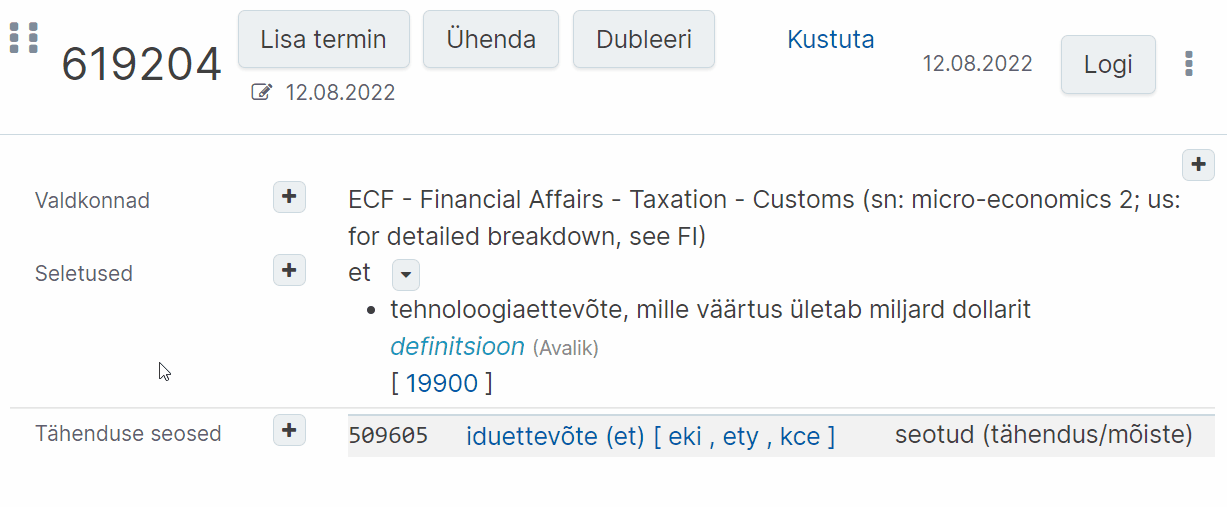 619204
Lisa termin
Ühenda
Dubleeri
Kustuta
12.08.2022
12.08.2022
Logi
Valdkonnad
ECF - Financial Affairs - Taxation - Customs (sn: micro-economics 2; us:
for detailed breakdown, see FI)
Seletused
et
• tehnoloogiaettevõte, mille väärtus ületab miljard dollarit
definitsioon (Avalik)
[ 19900 ]
Tähenduse seosed
509605 iduettevõte (et) [ eki , ety , kce ] seotud (tähendus/mõiste)